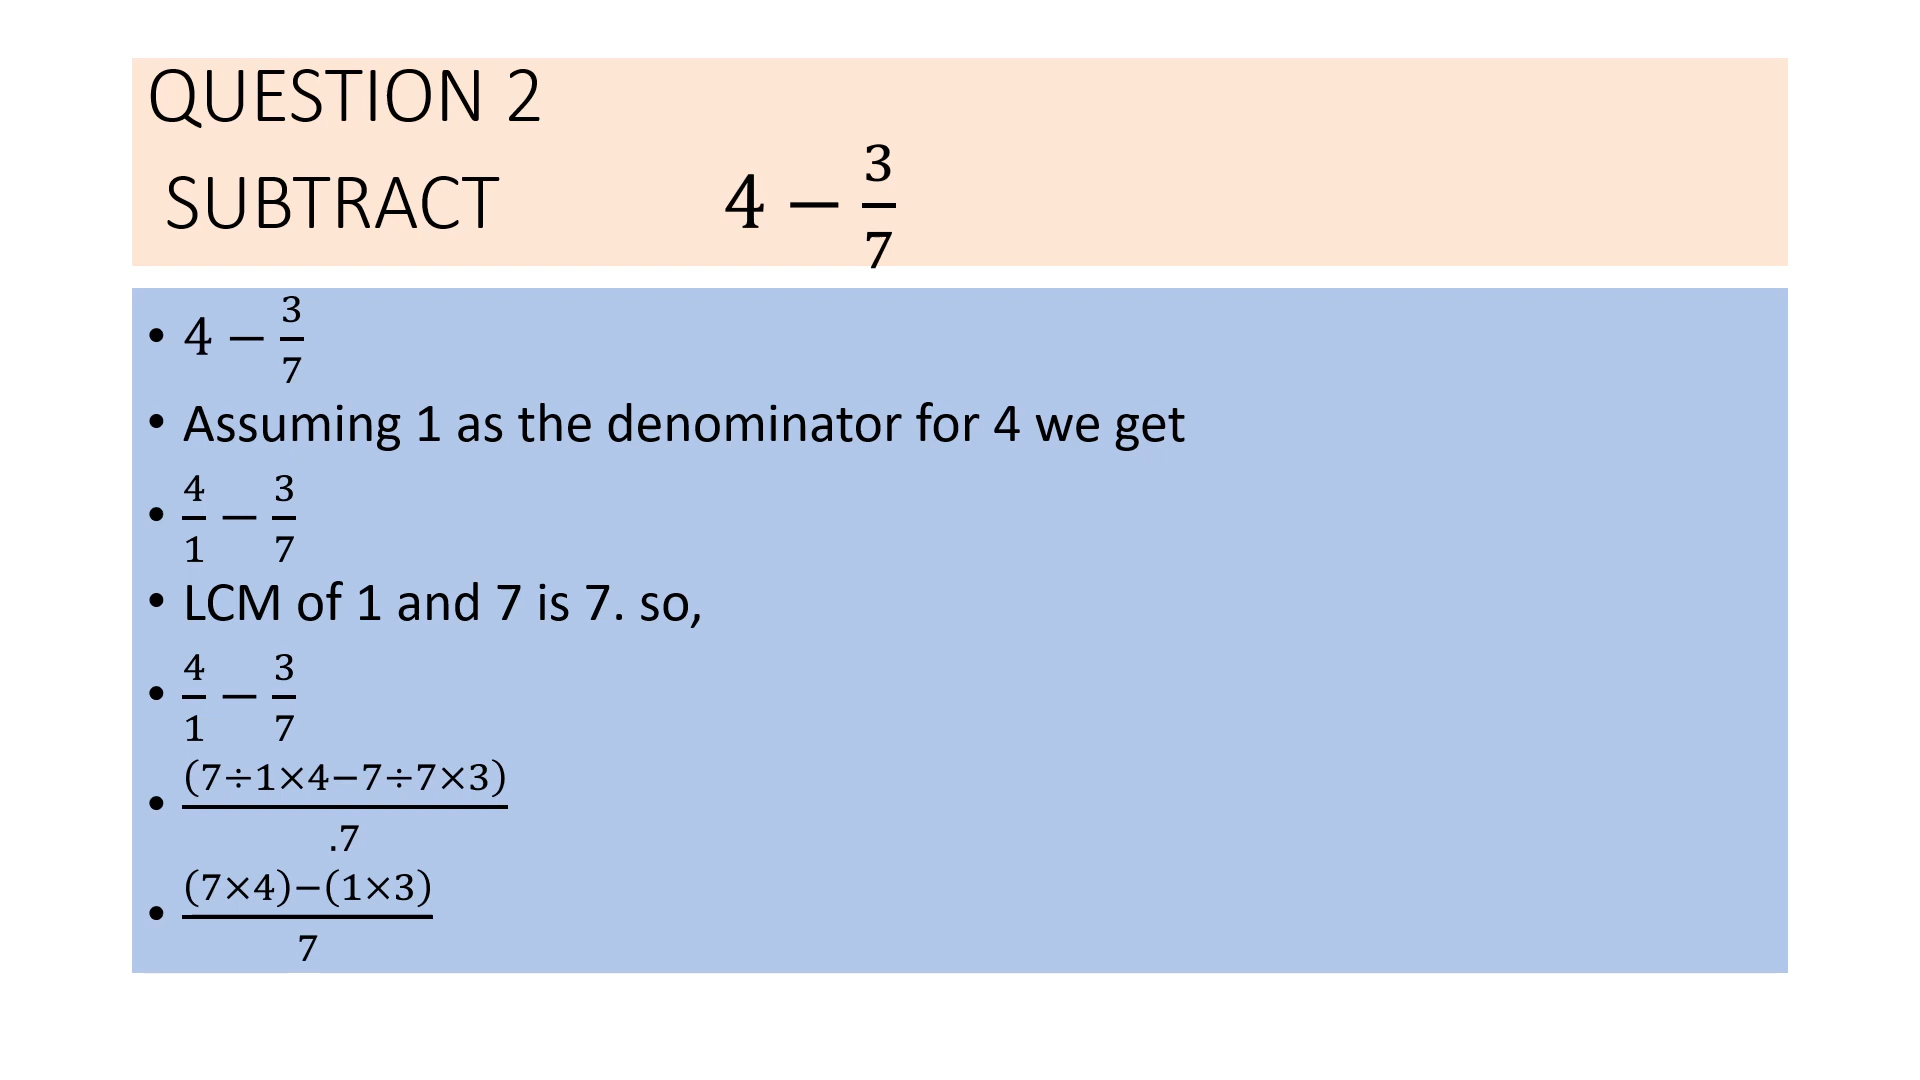 QUESTION 2
SUBTRACT 4 − 3/7
• 4 − 3/7
• Assuming 1 as the denominator for 4 we get
• 4/1 − 3/7
• LCM of 1 and 7 is 7. so,
• 4/1 − 3/7
• (7÷1×4−7÷7×3)/.7
• (7×4)−(1×3)/7